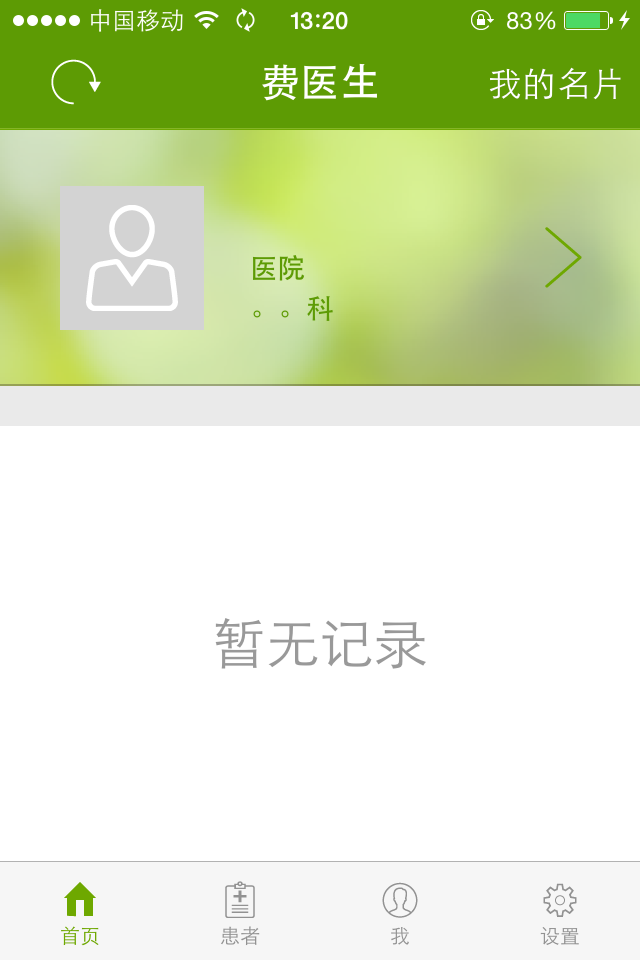 中国移动 13:20 83%
费医生 我的名片
医院
。。科
暂无记录
首页 患者 我 设置